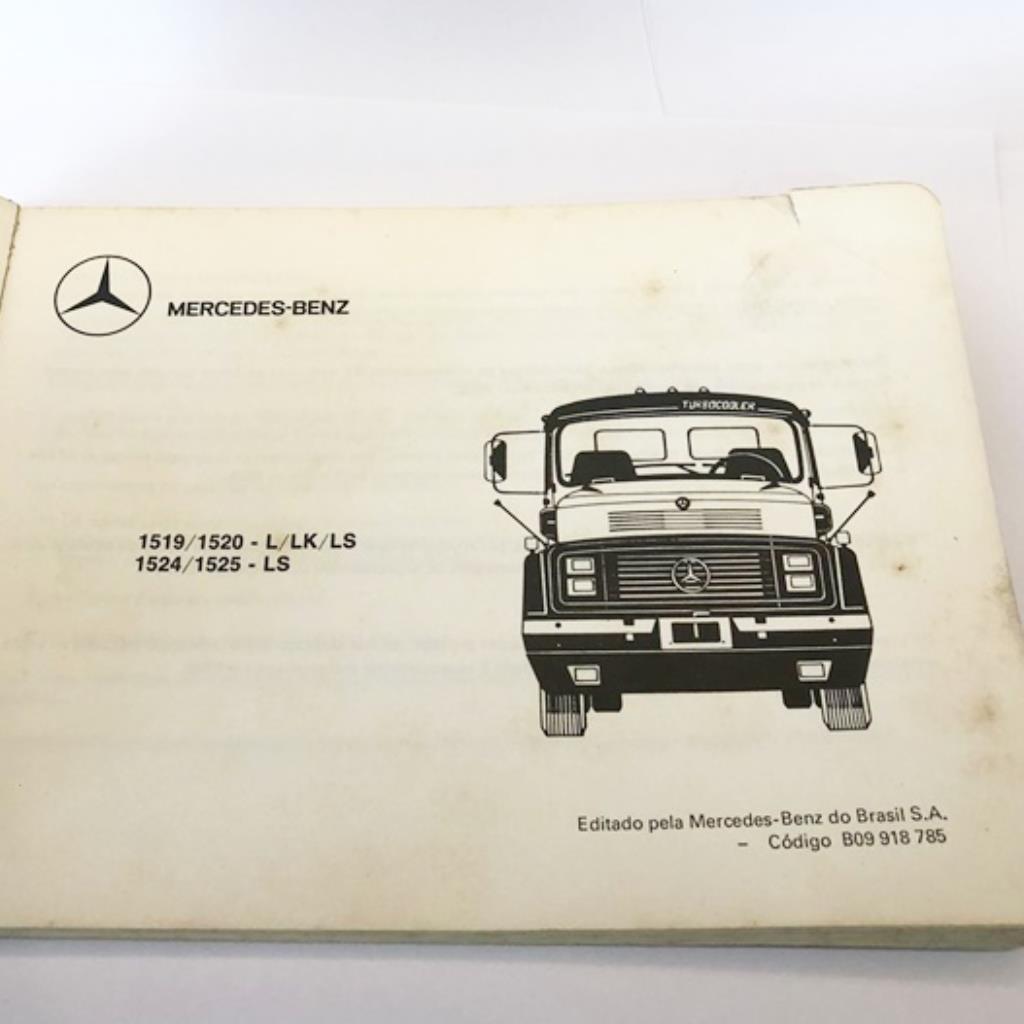 MERCEDES-BENZ
TURBOCOOLER
1519/1520 - L/LK/LS
1524/1525 - LS
Editado pela Mercedes-Benz do Brasil S.A.
– Código B09 918 785